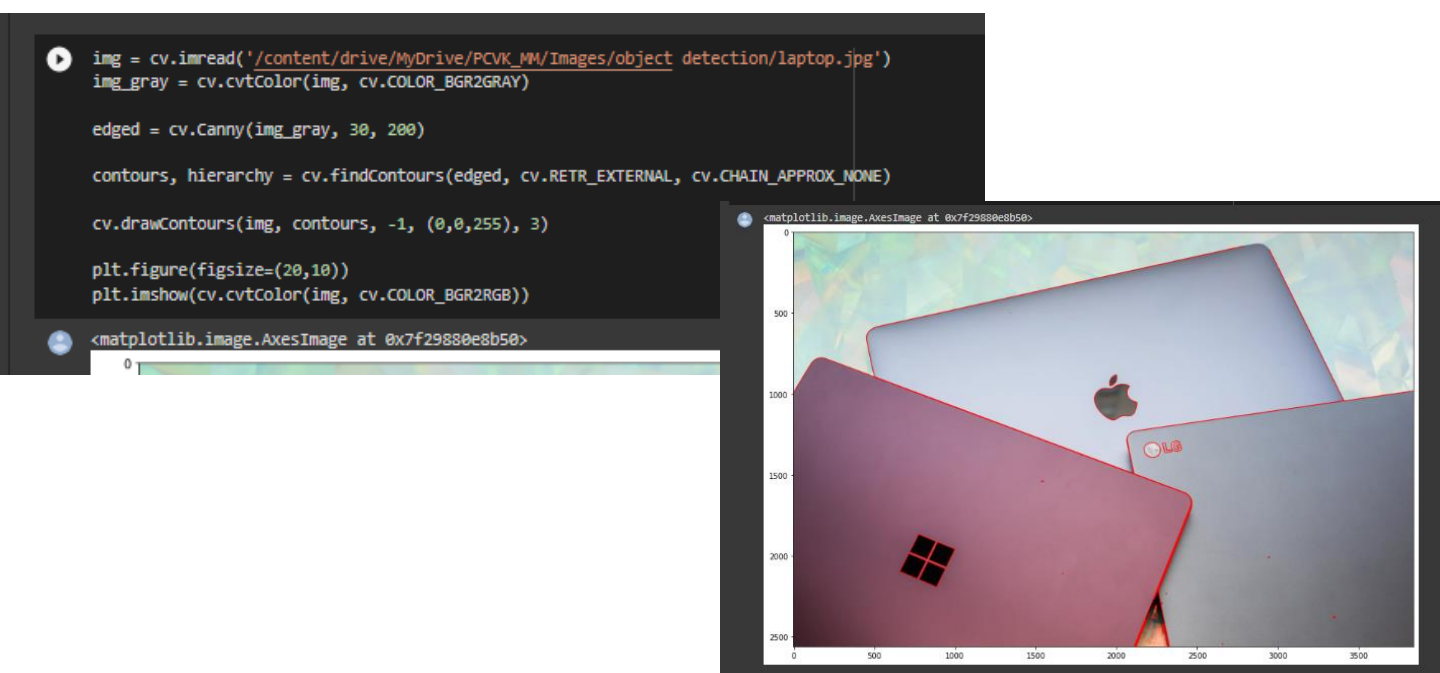 img = cv.imread('/content/drive/MyDrive/PCVK_MM/Images/object detection/laptop.jpg')
img_gray = cv.cvtColor(img, cv.COLOR_BGR2GRAY)
edged = cv.Canny(img_gray, 30, 200)
contours, hierarchy = cv.findContours(edged, cv.RETR_EXTERNAL, cv.CHAIN_APPROX_NONE)
cv.drawContours(img, contours, -1, (0,0,255), 3)
plt.figure(figsize=(20,10))
plt.imshow(cv.cvtColor(img, cv.COLOR_BGR2RGB))
<matplotlib.image.AxesImage at 0x7f29880e8b50>
0
<matplotlib.image.AxesImage at 0x7f29880e8b50>
0
500
1000
LG
1500
2000
2500
0 500 1000 1500 2000 2500 3000 3500